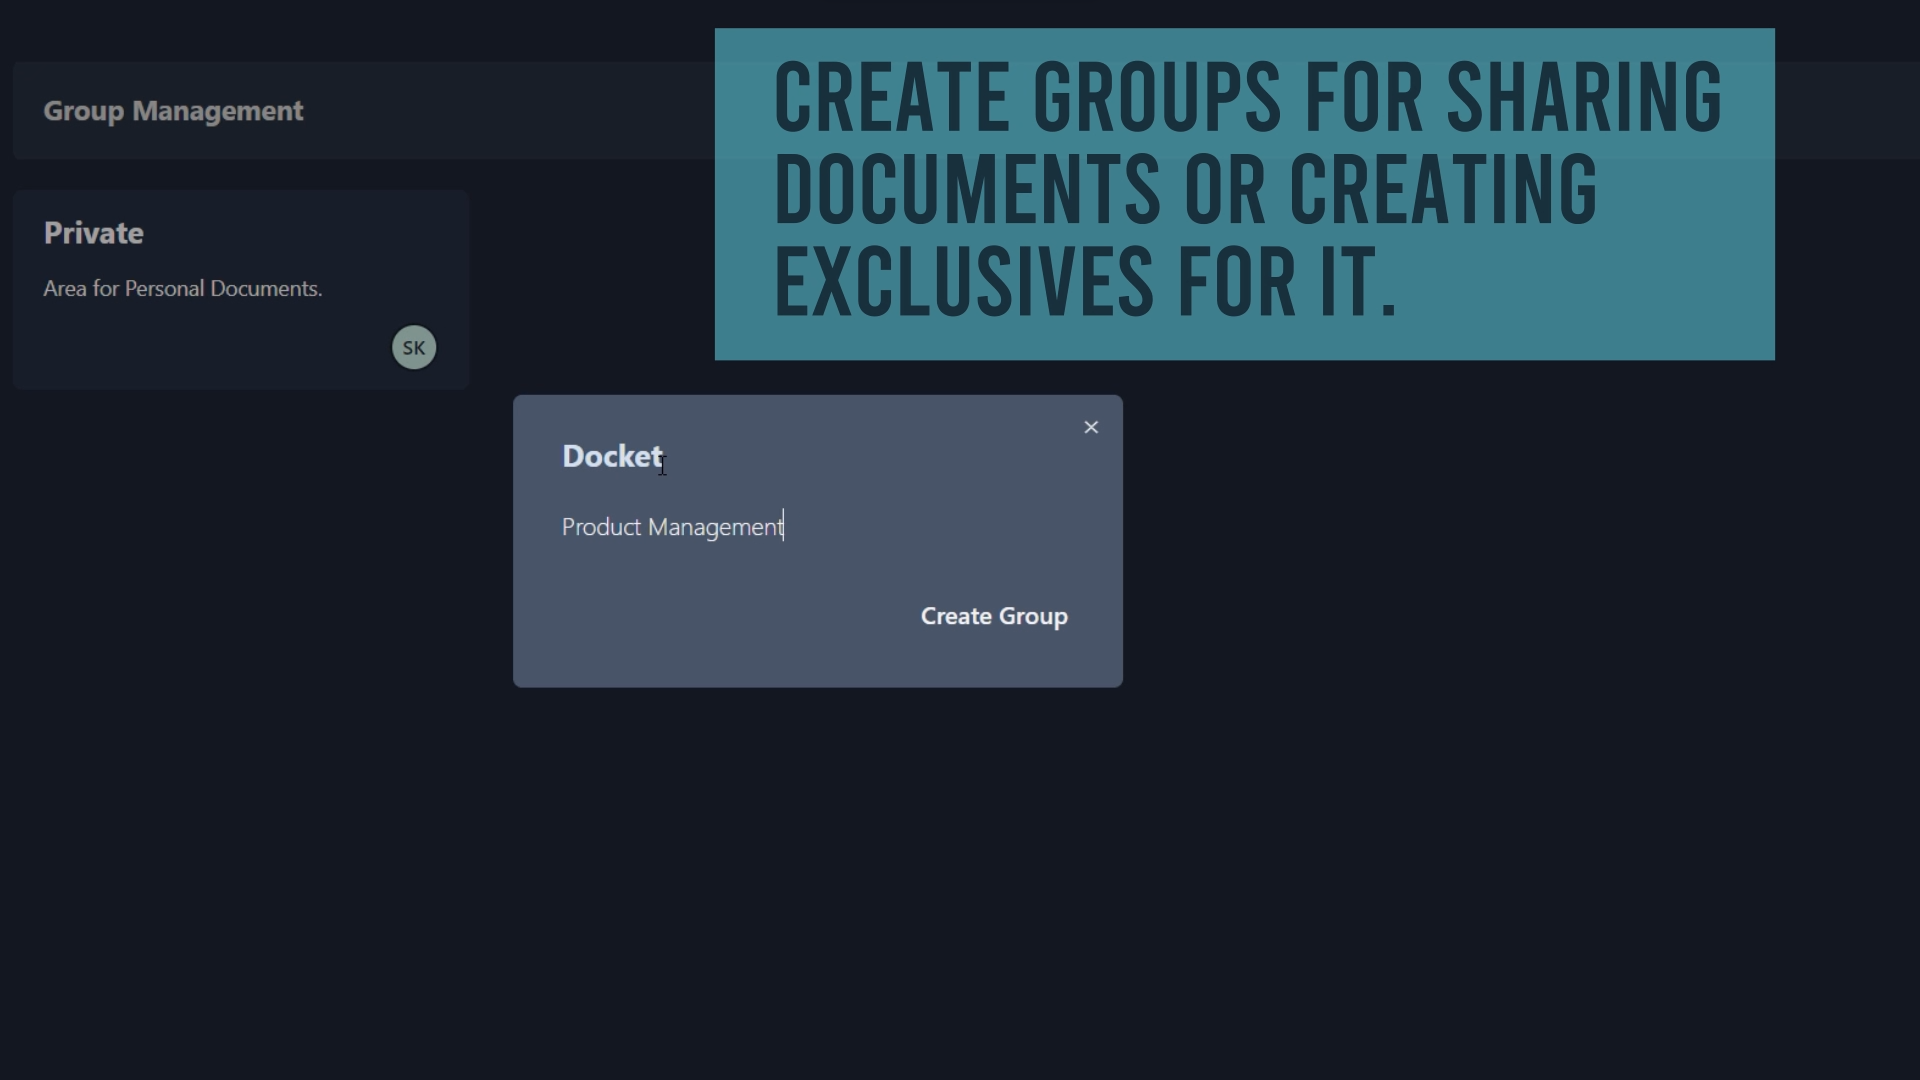 CREATE GROUPS FOR SHARING
DOCUMENTS OR CREATING
EXCLUSIVES FOR IT.
Group Management
Private
Area for Personal Documents.
SK
Docket
Product Management
Create Group